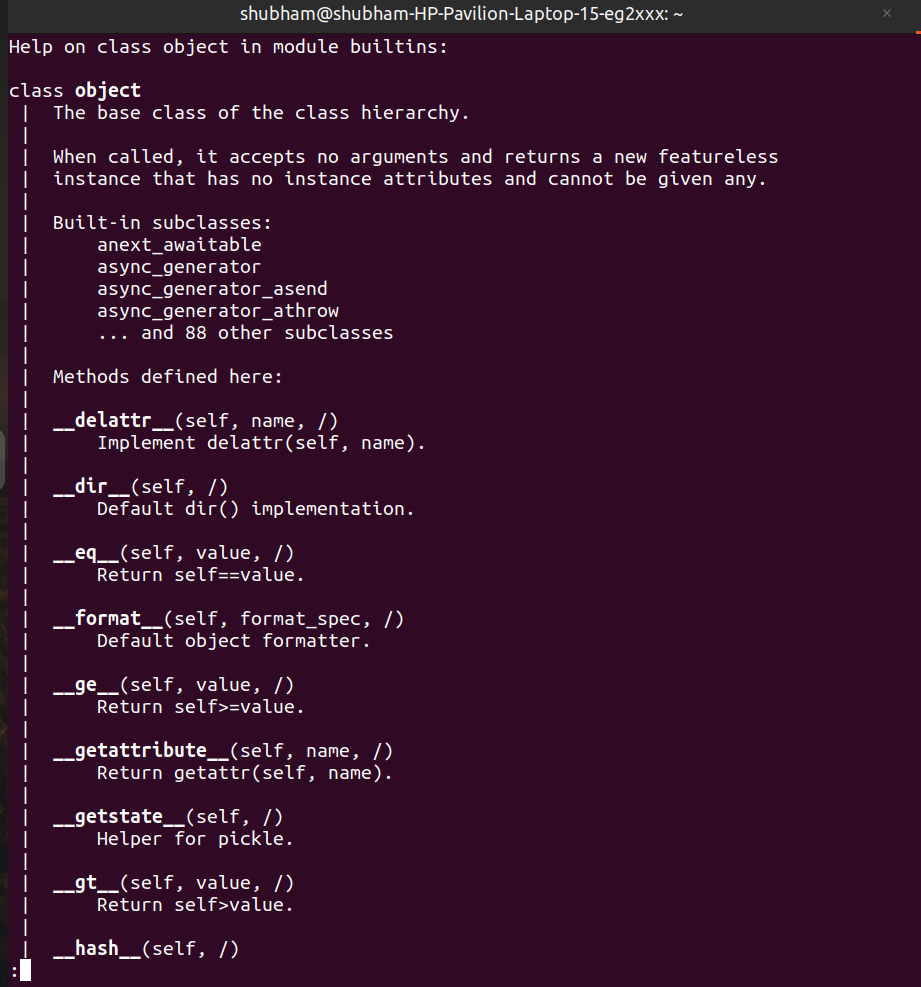 shubham@shubham-HP-Pavilion-Laptop-15-eg2xxx: ~
Help on class object in module builtins:
class object
 |  The base class of the class hierarchy.
 |
 |  When called, it accepts no arguments and returns a new featureless
 |  instance that has no instance attributes and cannot be given any.
 |
 |  Built-in subclasses:
 |      anext_awaitable
 |      async_generator
 |      async_generator_asend
 |      async_generator_athrow
 |      ... and 88 other subclasses
 |
 |  Methods defined here:
 |
 |  __delattr__(self, name, /)
 |      Implement delattr(self, name).
 |
 |  __dir__(self, /)
 |      Default dir() implementation.
 |
 |  __eq__(self, value, /)
 |      Return self==value.
 |
 |  __format__(self, format_spec, /)
 |      Default object formatter.
 |
 |  __ge__(self, value, /)
 |      Return self>=value.
 |
 |  __getattribute__(self, name, /)
 |      Return getattr(self, name).
 |
 |  __getstate__(self, /)
 |      Helper for pickle.
 |
 |  __gt__(self, value, /)
 |      Return self>value.
 |
 |  __hash__(self, /)
: